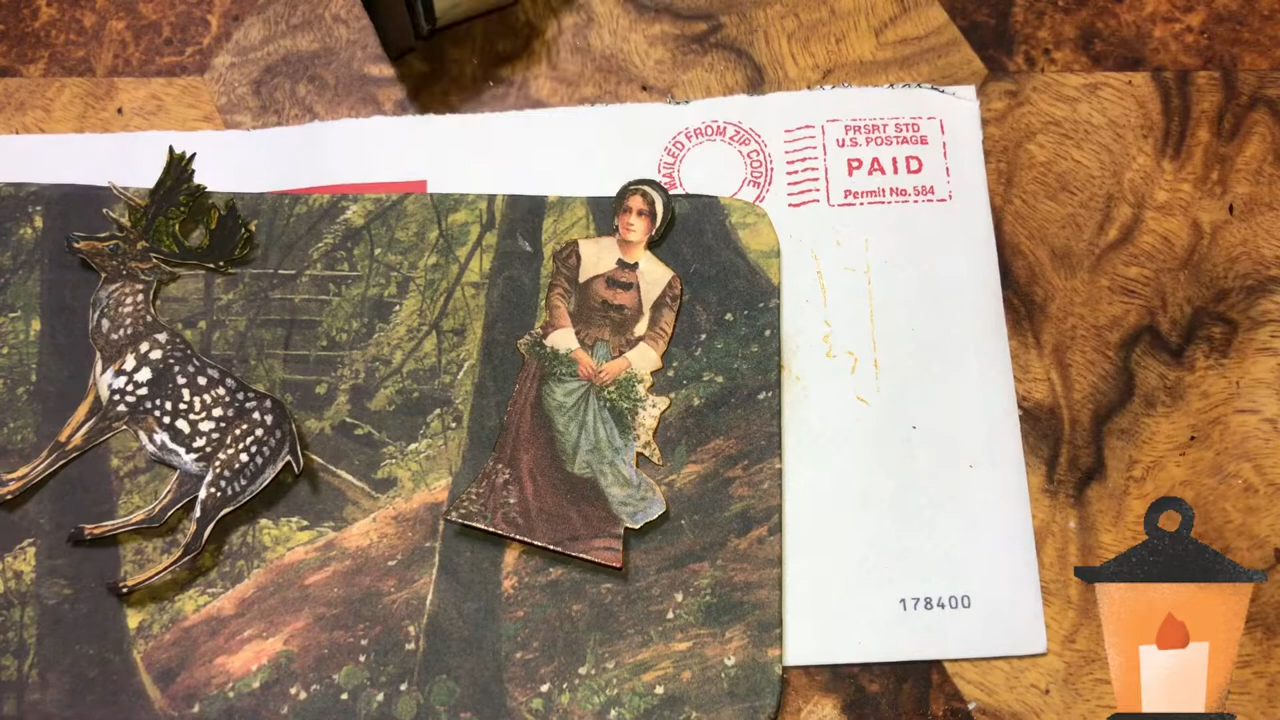 MAILED FROM ZIP CODE
PRSRT STD
U.S. POSTAGE
PAID
Permit No. 584
178400